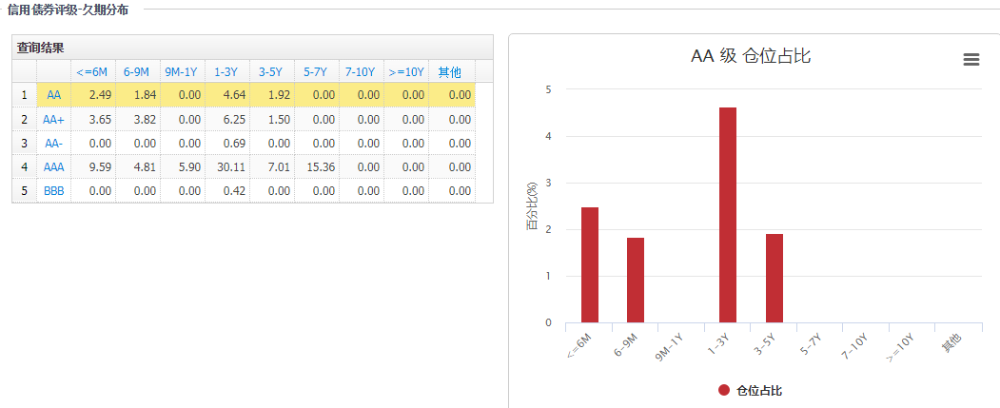 信用债券评级-久期分布
查询结果
<=6M 6-9M 9M-1Y 1-3Y 3-5Y 5-7Y 7-10Y >=10Y 其他
1 AA 2.49 1.84 0.00 4.64 1.92 0.00 0.00 0.00 0.00
2 AA+ 3.65 3.82 0.00 6.25 1.50 0.00 0.00 0.00 0.00
3 AA- 0.00 0.00 0.00 0.69 0.00 0.00 0.00 0.00 0.00
4 AAA 9.59 4.81 5.90 30.11 7.01 15.36 0.00 0.00 0.00
5 BBB 0.00 0.00 0.00 0.42 0.00 0.00 0.00 0.00 0.00
AA 级 仓位占比
百分比(%)
5
4
3
2
1
0
<=6M 6-9M 9M-1Y 1-3Y 3-5Y 5-7Y 7-10Y >=10Y 其他
仓位占比